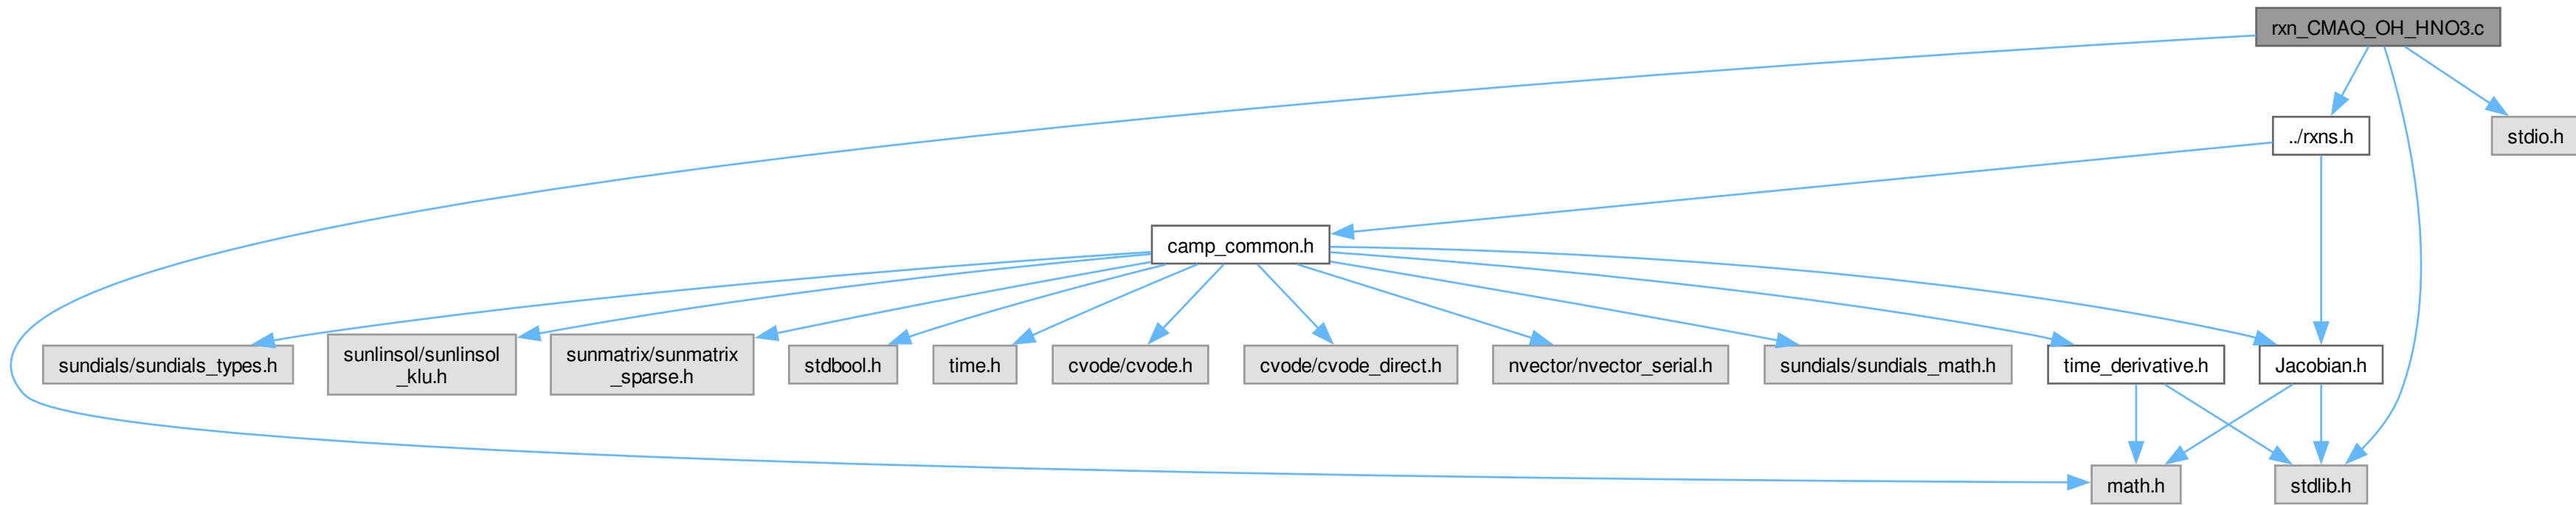 rxn_CMAQ_OH_HNO3.c
../rxns.h
stdio.h
camp_common.h
sundials/sundials_types.h
sunlinsol/sunlinsol
_klu.h
sunmatrix/sunmatrix
_sparse.h
stdbool.h
time.h
cvode/cvode.h
cvode/cvode_direct.h
nvector/nvector_serial.h
sundials/sundials_math.h
time_derivative.h
Jacobian.h
math.h
stdlib.h